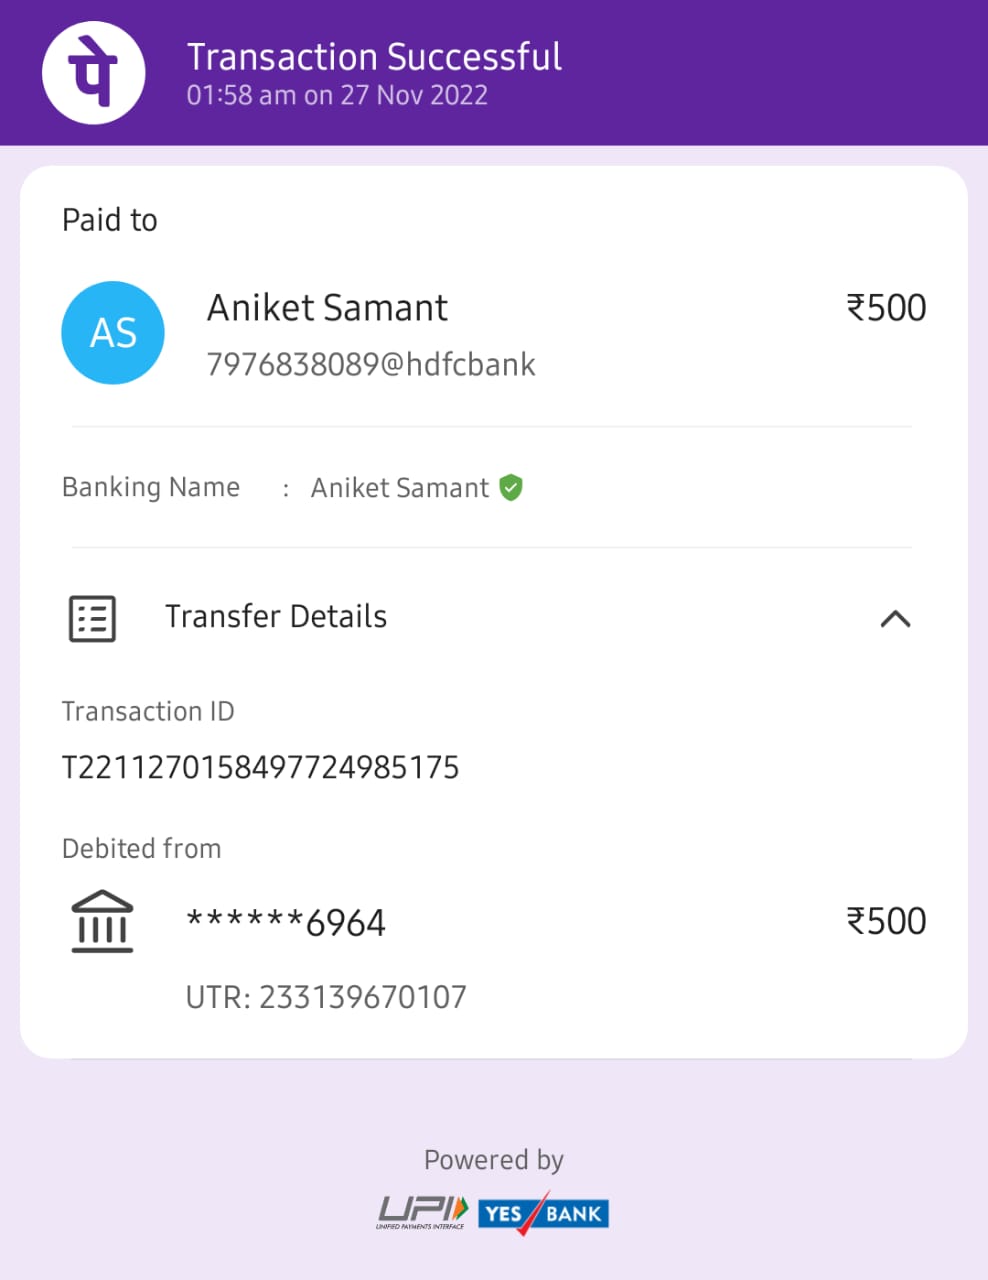 पे
Transaction Successful
01:58 am on 27 Nov 2022
Paid to
AS
Aniket Samant
₹500
7976838089@hdfcbank
Banking Name : Aniket Samant
Transfer Details
Transaction ID
T2211270158497724985175
Debited from
******6964
₹500
UTR: 233139670107
Powered by
UPI
UNIFIED PAYMENTS INTERFACE
YES BANK